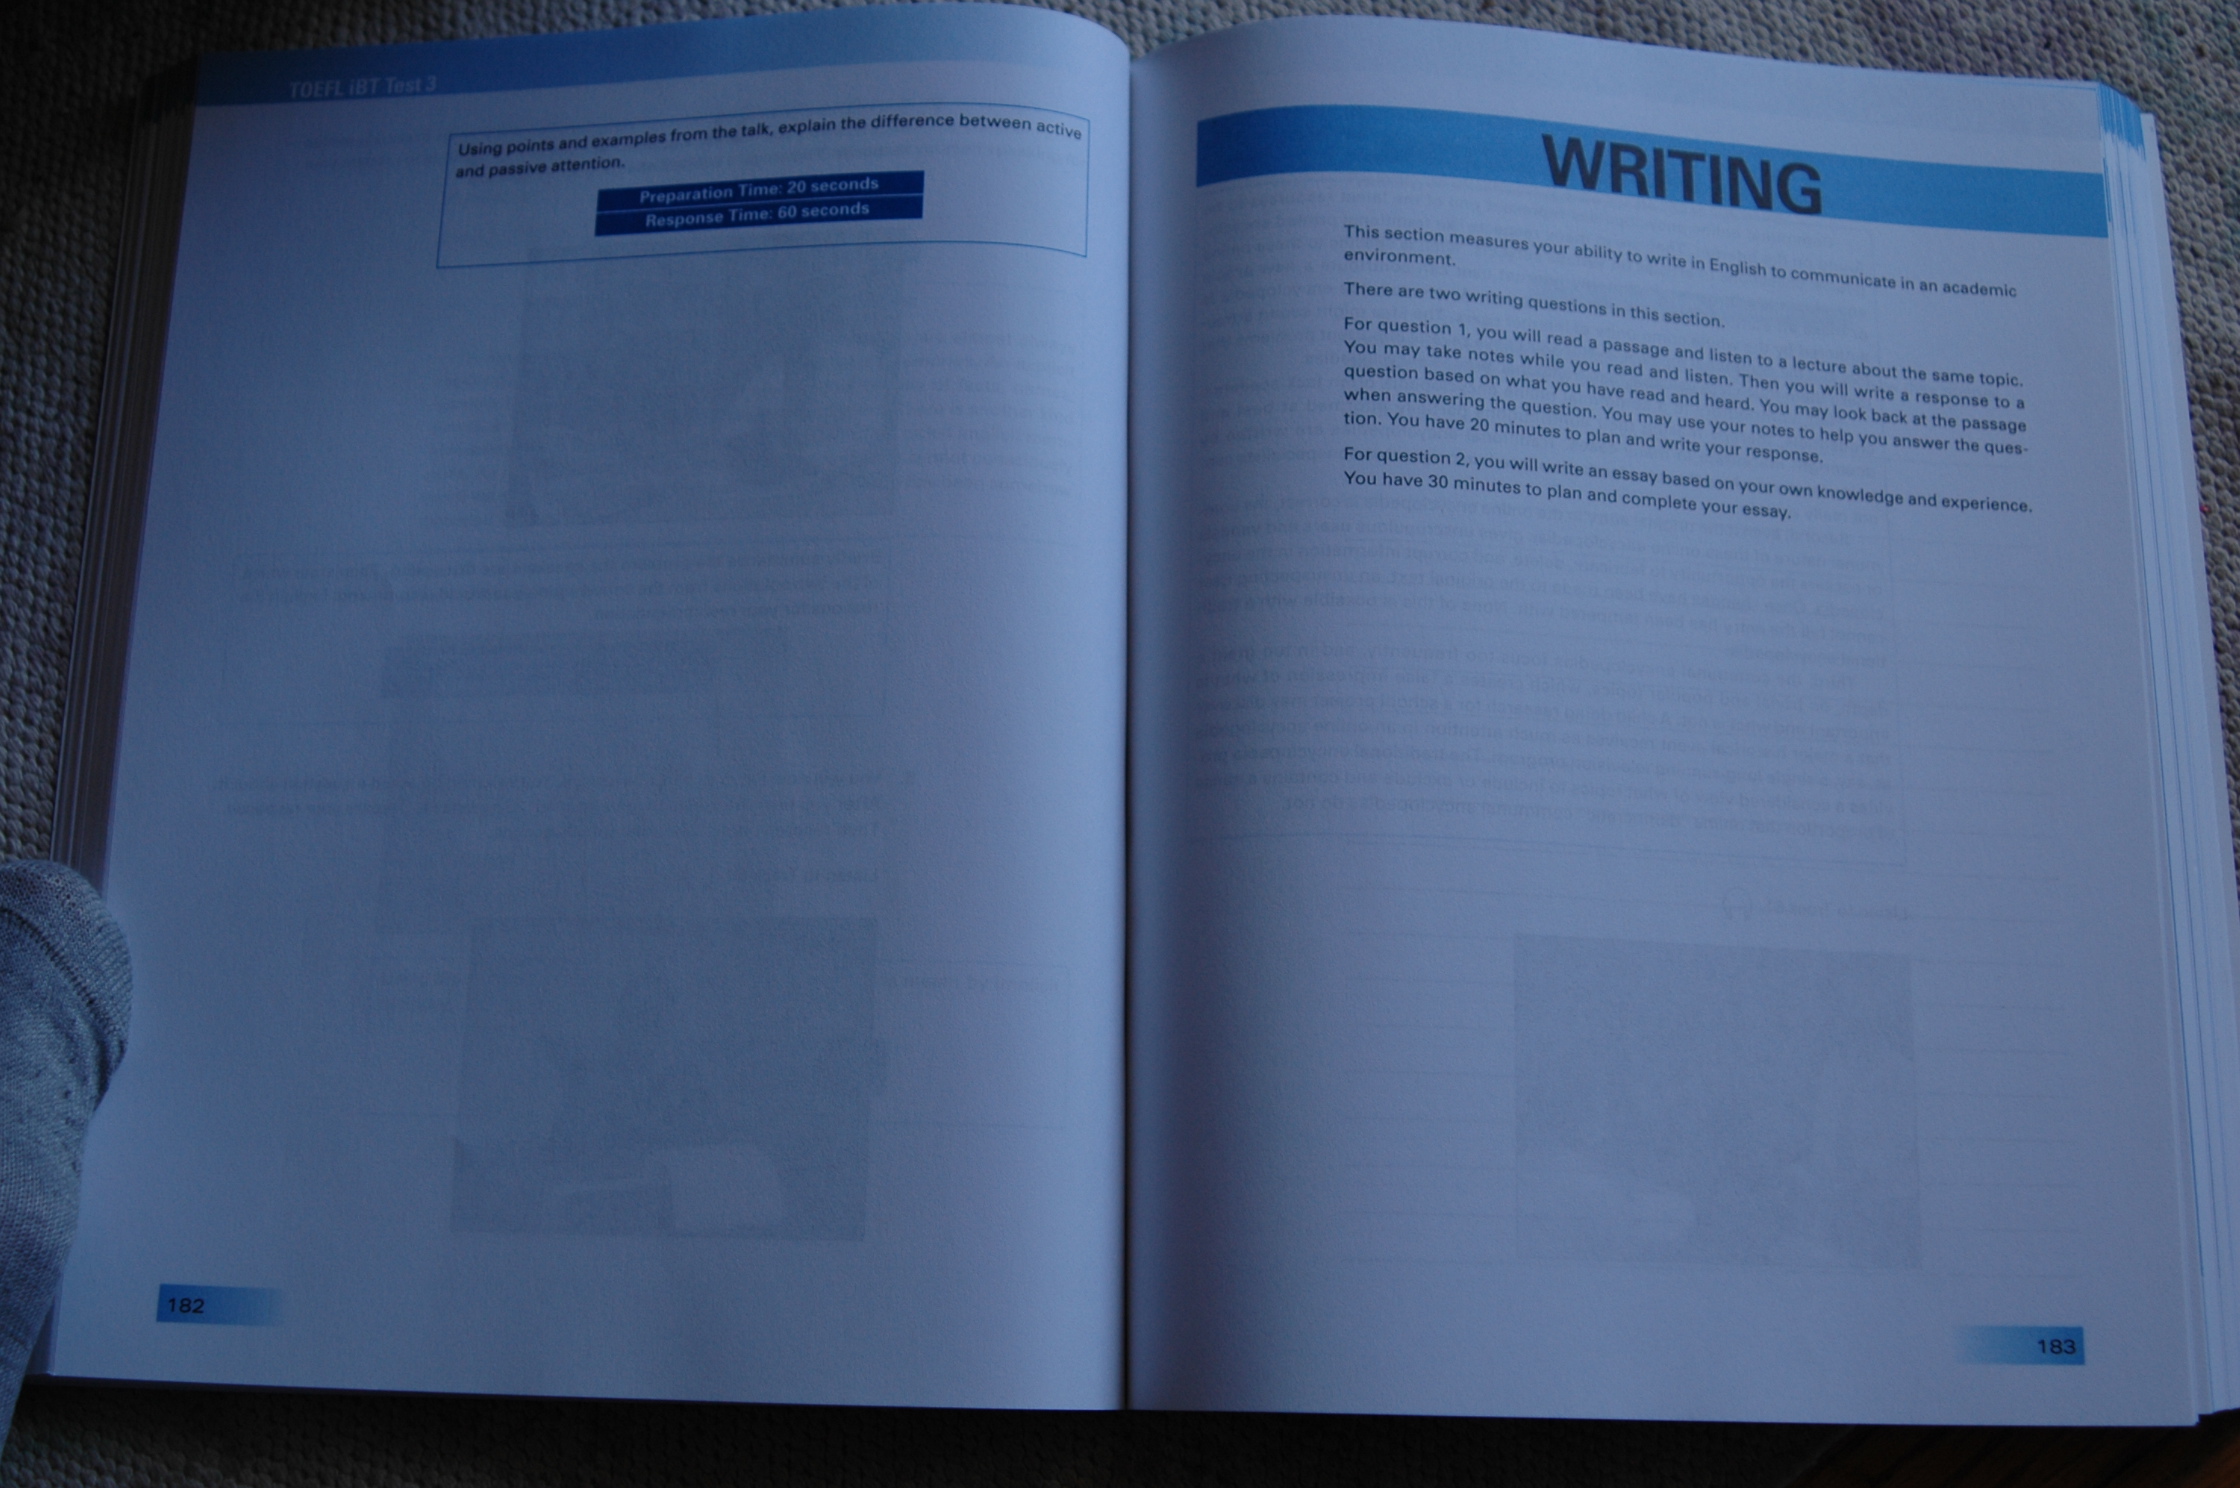 TOEFL iBT Test 3
Using points and examples from the talk, explain the difference between active
and passive attention.
Preparation Time: 20 seconds
Response Time: 60 seconds
182
WRITING
This section measures your ability to write in English to communicate in an academic
environment.
There are two writing questions in this section.
For question 1, you will read a passage and listen to a lecture about the same topic.
You may take notes while you read and listen. Then you will write a response to a
question based on what you have read and heard. You may look back at the passage
when answering the question. You may use your notes to help you answer the ques-
tion. You have 20 minutes to plan and write your response.
For question 2, you will write an essay based on your own knowledge and experience.
You have 30 minutes to plan and complete your essay.
183